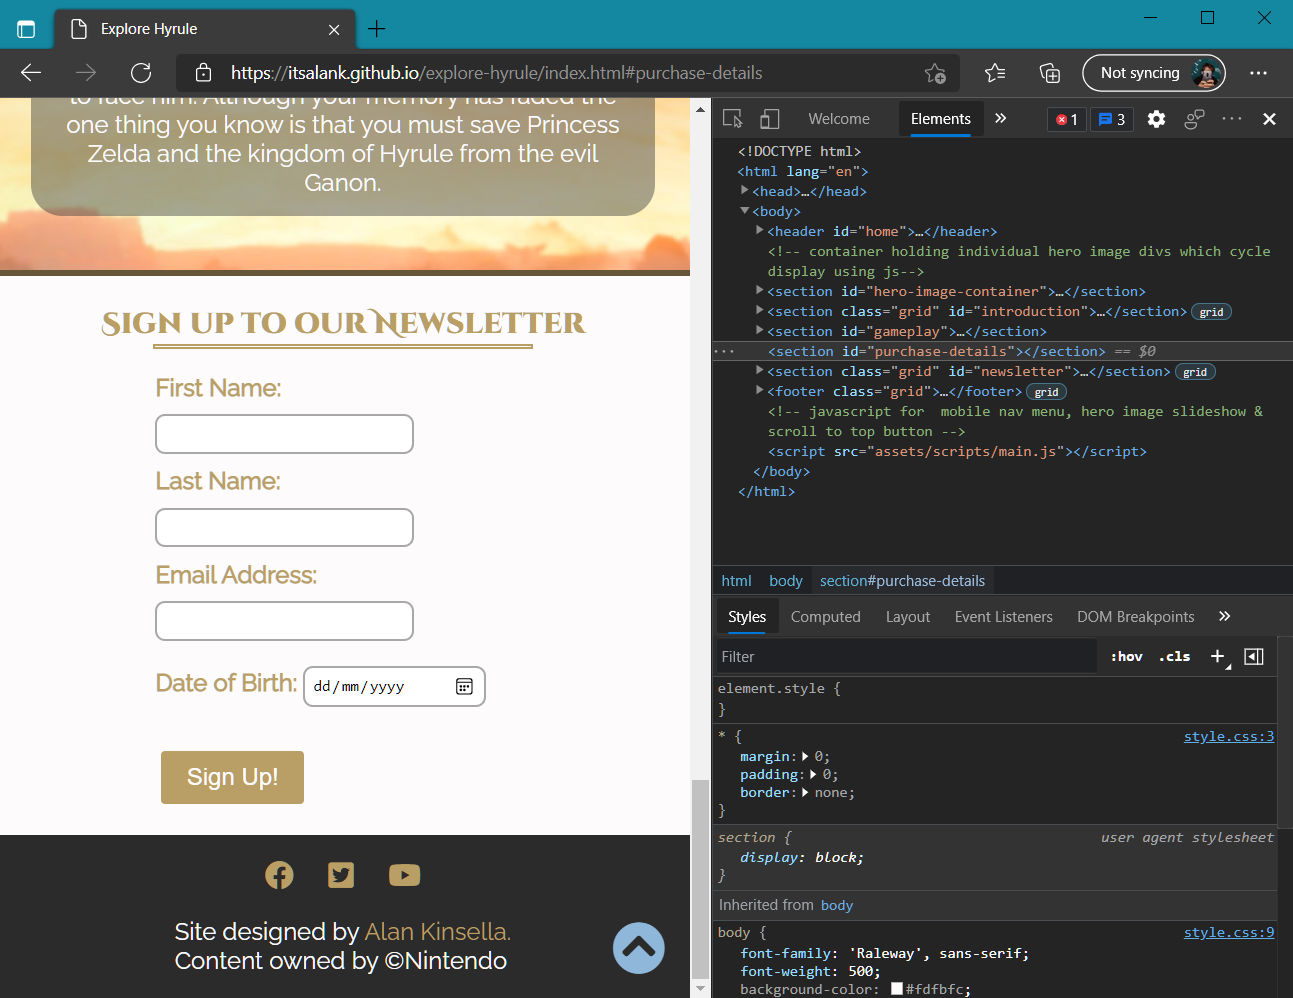 Explore Hyrule
https://itsalank.github.io/explore-hyrule/index.html#purchase-details
Not syncing
to face him. Although your memory has faded the
one thing you know is that you must save Princess
Zelda and the kingdom of Hyrule from the evil
Ganon.
Sign up to our Newsletter
First Name:
Last Name:
Email Address:
Date of Birth: dd/mm/yyyy
Sign Up!
Site designed by Alan Kinsella.
Content owned by ©Nintendo
Welcome Elements 1 3
<!DOCTYPE html>
<html lang="en">
<head>…</head>
<body>
<header id="home">…</header>
<!-- container holding individual hero image divs which cycle
display using js-->
<section id="hero-image-container">…</section>
<section class="grid" id="introduction">…</section> grid
<section id="gameplay">…</section>
<section id="purchase-details"></section> == $0
<section class="grid" id="newsletter">…</section> grid
<footer class="grid">…</footer> grid
<!-- javascript for  mobile nav menu, hero image slideshow &
scroll to top button -->
<script src="assets/scripts/main.js"></script>
</body>
</html>
html body section#purchase-details
Styles Computed Layout Event Listeners DOM Breakpoints
Filter :hov .cls
element.style {
}
* { style.css:3
margin: 0;
padding: 0;
border: none;
}
section { user agent stylesheet
display: block;
}
Inherited from body
body { style.css:9
font-family: 'Raleway', sans-serif;
font-weight: 500;
background-color: #fdfbfc;